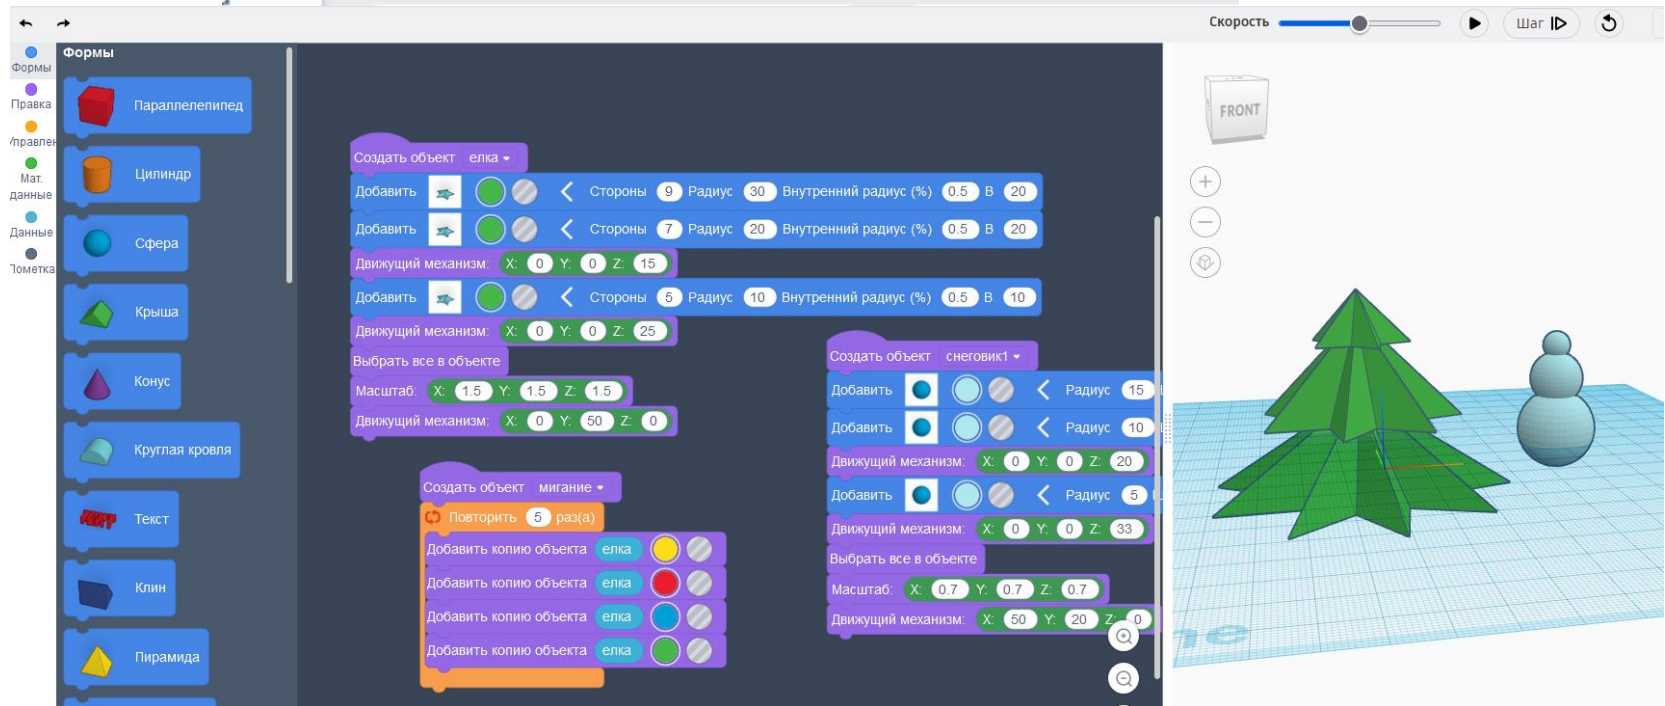 Скорость
Шаг
Формы
Правка
Управлен
Мат.
данные
Данные
Пометка
Формы
Параллелепипед
Цилиндр
Сфера
Крыша
Конус
Круглая кровля
Текст
Клин
Пирамида
Создать объект елка
Добавить Стороны 9 Радиус 30 Внутренний радиус (%) 0.5 В 20
Добавить Стороны 7 Радиус 20 Внутренний радиус (%) 0.5 В 20
Движущий механизм: X: 0 Y: 0 Z: 15
Добавить Стороны 5 Радиус 10 Внутренний радиус (%) 0.5 В 10
Движущий механизм: X: 0 Y: 0 Z: 25
Выбрать все в объекте
Масштаб: X: 1.5 Y: 1.5 Z: 1.5
Движущий механизм: X: 0 Y: 50 Z: 0
Создать объект мигание
Повторить 5 раз(а)
Добавить копию объекта елка
Добавить копию объекта елка
Добавить копию объекта елка
Добавить копию объекта елка
Создать объект снеговик1
Добавить Радиус 15
Добавить Радиус 10
Движущий механизм: X: 0 Y: 0 Z: 20
Добавить Радиус 5
Движущий механизм: X: 0 Y: 0 Z: 33
Выбрать все в объекте
Масштаб: X: 0.7 Y: 0.7 Z: 0.7
Движущий механизм: X: 50 Y: 20 Z: 0
FRONT